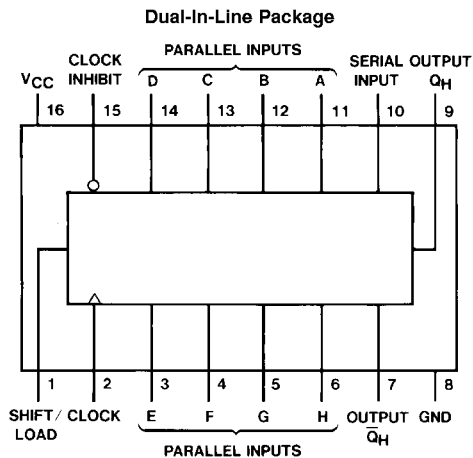 Dual-In-Line Package
PARALLEL INPUTS
CLOCK
INHIBIT
SERIAL
INPUT
OUTPUT
QH
VCC
D C B A
16 15 14 13 12 11 10 9
1 2 3 4 5 6 7 8
SHIFT/
LOAD
CLOCK
E F G H
OUTPUT
Q̅H
GND
PARALLEL INPUTS